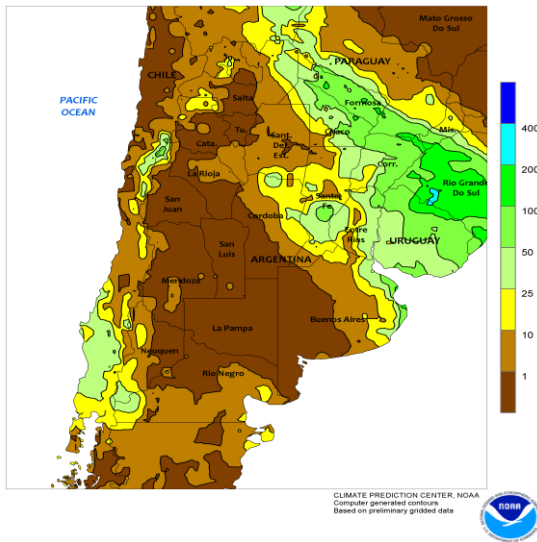 Mato Grosso
Do Sul
CHILE
PARAGUAY
PACIFIC
OCEAN
Salta
Formosa
Tu.
Sant.
Del
Est.
Chaco
Mis.
Cata.
Corr.
La Rioja
Rio Grande
Do Sul
San
Juan
Santa
Fe
Cordoba
Entre
Rios
URUGUAY
San
Luis
ARGENTINA
Mendoza
Buenos Aires
La Pampa
Neuquen
Rio Negro
400
200
100
50
25
10
1
CLIMATE PREDICTION CENTER, NOAA
Computer generated contours
Based on preliminary gridded data
NOAA